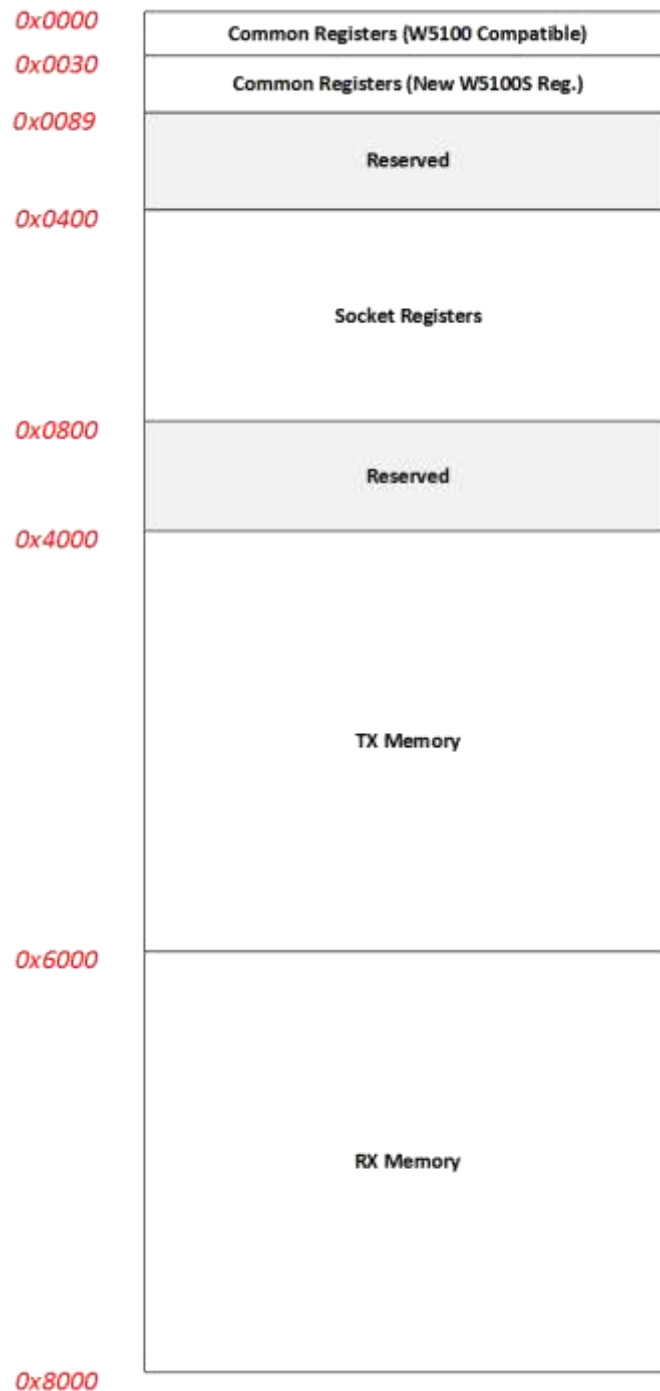 0x0000
Common Registers (W5100 Compatible)
0x0030
Common Registers (New W5100S Reg.)
0x0089
Reserved
0x0400
Socket Registers
0x0800
Reserved
0x4000
TX Memory
0x6000
RX Memory
0x8000